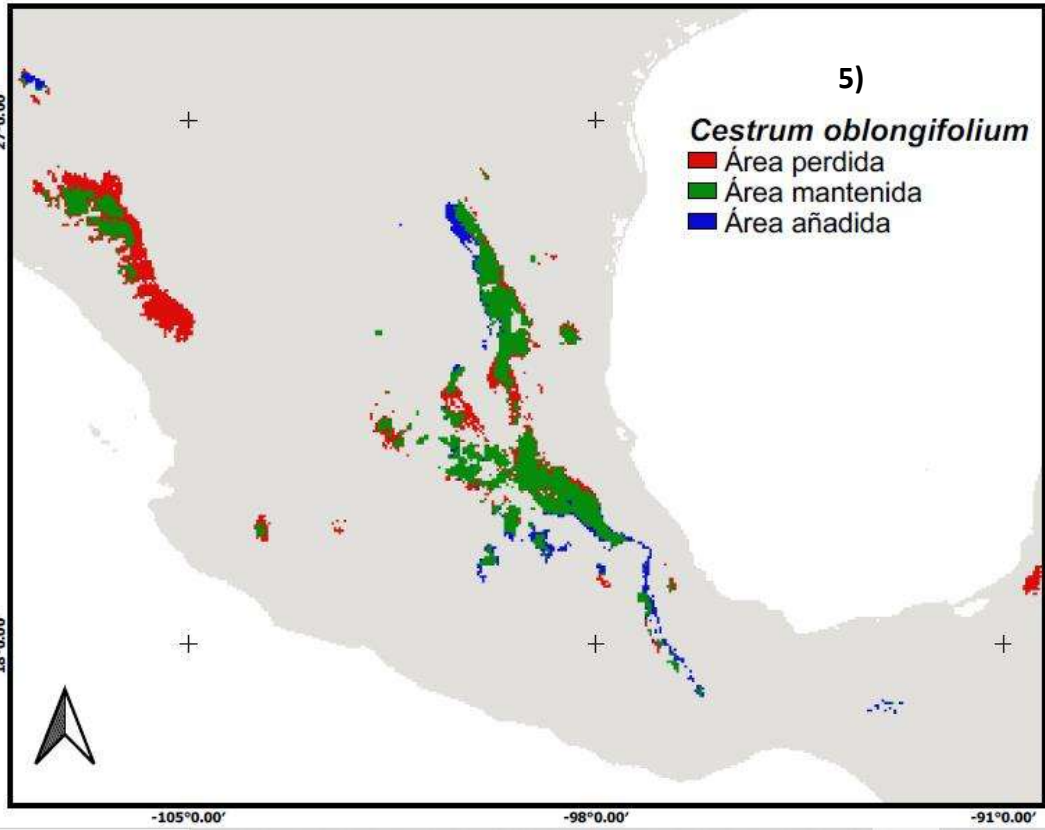 5)
Cestrum oblongifolium
Área perdida
Área mantenida
Área añadida
-105°0.00′
-98°0.00′
-91°0.00′